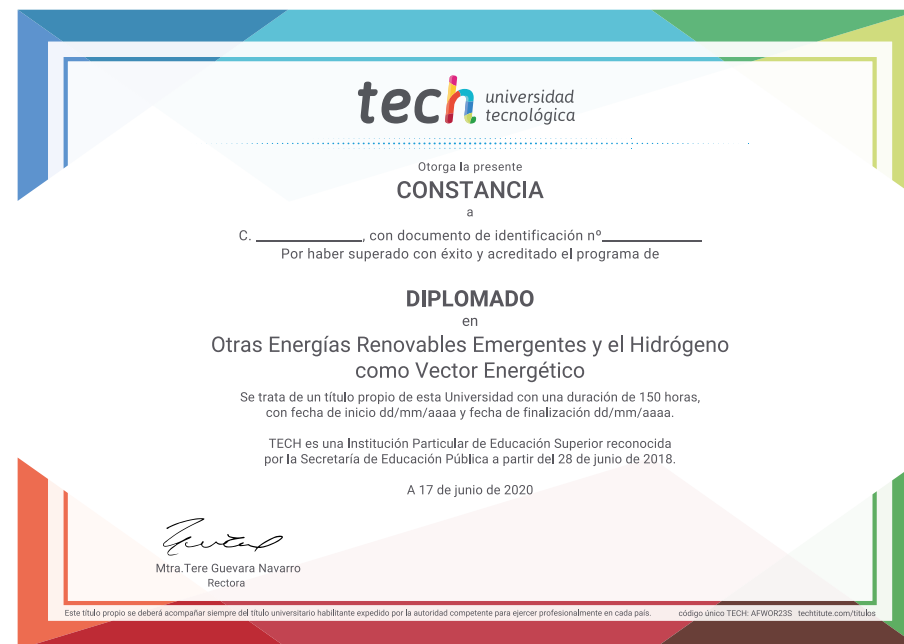 tech universidad
tecnológica
Otorga la presente
CONSTANCIA
a
C. ____________, con documento de identificación nº____________
Por haber superado con éxito y acreditado el programa de
DIPLOMADO
en
Otras Energías Renovables Emergentes y el Hidrógeno
como Vector Energético
Se trata de un título propio de esta Universidad con una duración de 150 horas,
con fecha de inicio dd/mm/aaaa y fecha de finalización dd/mm/aaaa.
TECH es una Institución Particular de Educación Superior reconocida
por la Secretaría de Educación Pública a partir del 28 de junio de 2018.
A 17 de junio de 2020
Mtra.Tere Guevara Navarro
Rectora
Este título propio se deberá acompañar siempre del título universitario habilitante expedido por la autoridad competente para ejercer profesionalmente en cada país. código único TECH: AFWOR23S techtitute.com/titulos